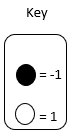 Key
= -1
= 1